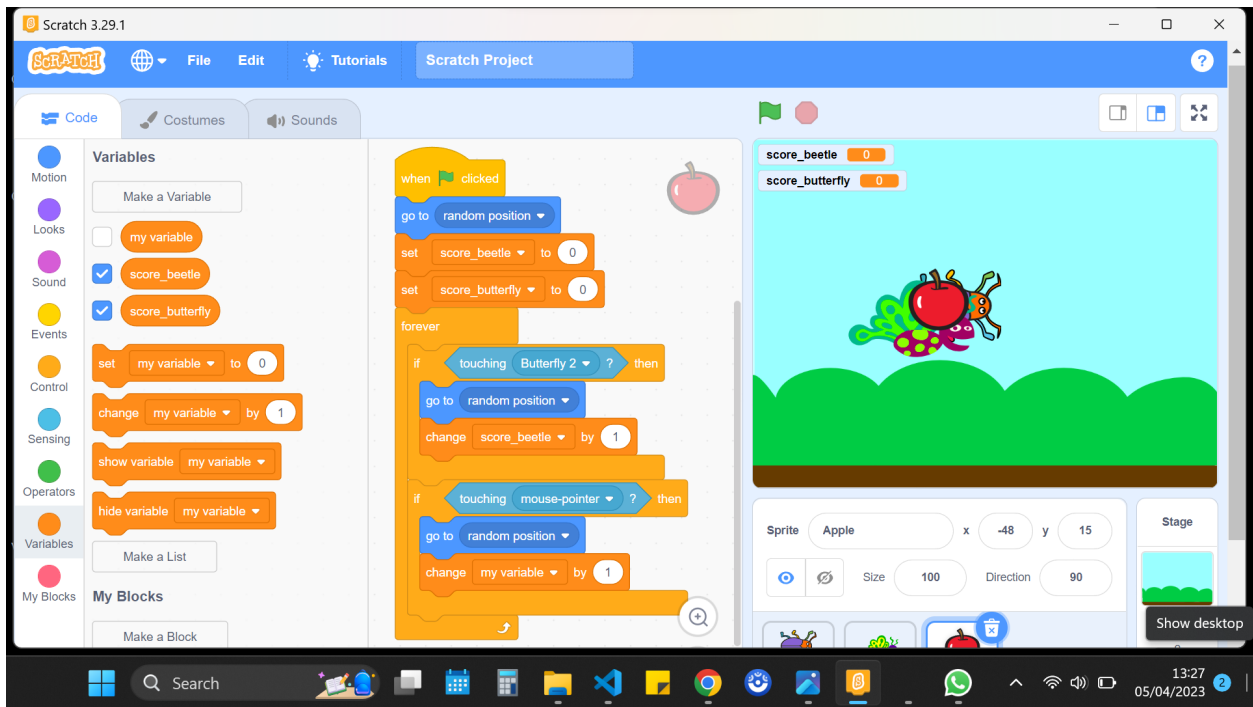 Scratch 3.29.1
SCRATCH File Edit Tutorials Scratch Project ?
Code Costumes Sounds
Motion
Looks
Sound
Events
Control
Sensing
Operators
Variables
My Blocks
Variables
Make a Variable
my variable
score_beetle
score_butterfly
set my variable to 0
change my variable by 1
show variable my variable
hide variable my variable
Make a List
My Blocks
Make a Block
when clicked
go to random position
set score_beetle to 0
set score_butterfly to 0
forever
if touching Butterfly 2 ? then
go to random position
change score_beetle by 1
if touching mouse-pointer ? then
go to random position
change my variable by 1
score_beetle 0
score_butterfly 0
Sprite Apple x -48 y 15
Size 100 Direction 90
Stage
Show desktop
Search
13:27
05/04/2023
2